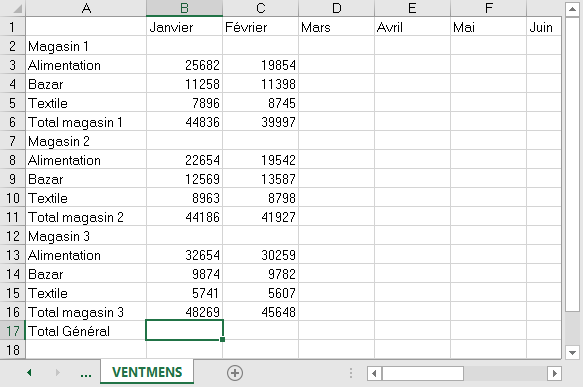 A B C D E F G
1 Janvier Février Mars Avril Mai Juin
2 Magasin 1
3 Alimentation 25682 19854
4 Bazar 11258 11398
5 Textile 7896 8745
6 Total magasin 1 44836 39997
7 Magasin 2
8 Alimentation 22654 19542
9 Bazar 12569 13587
10 Textile 8963 8798
11 Total magasin 2 44186 41927
12 Magasin 3
13 Alimentation 32654 30259
14 Bazar 9874 9782
15 Textile 5741 5607
16 Total magasin 3 48269 45648
17 Total Général
18
... VENTMENS